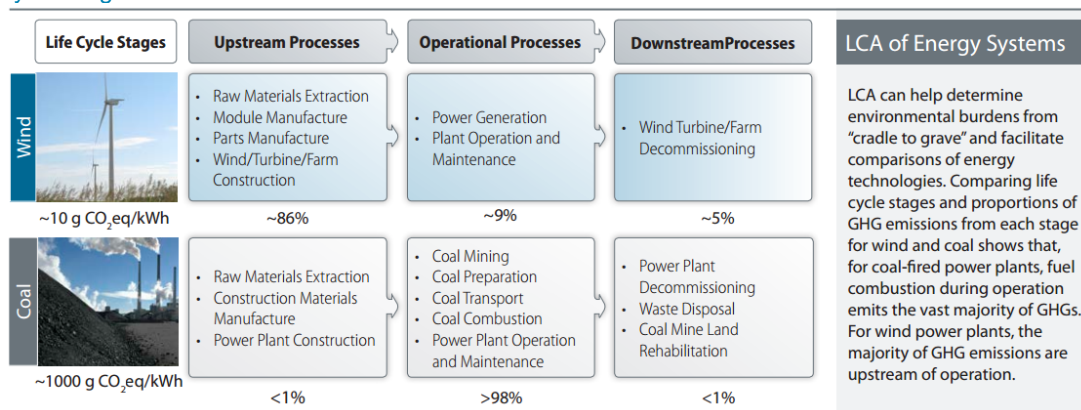 Life Cycle Stages
Upstream Processes
Operational Processes
DownstreamProcesses
Wind
~10 g CO₂eq/kWh
• Raw Materials Extraction
• Module Manufacture
• Parts Manufacture
• Wind/Turbine/Farm
Construction
~86%
• Power Generation
• Plant Operation and
Maintenance
~9%
• Wind Turbine/Farm
Decommissioning
~5%
Coal
~1000 g CO₂eq/kWh
• Raw Materials Extraction
• Construction Materials
Manufacture
• Power Plant Construction
<1%
• Coal Mining
• Coal Preparation
• Coal Transport
• Coal Combustion
• Power Plant Operation
and Maintenance
>98%
• Power Plant
Decommissioning
• Waste Disposal
• Coal Mine Land
Rehabilitation
<1%
LCA of Energy Systems
LCA can help determine
environmental burdens from
“cradle to grave” and facilitate
comparisons of energy
technologies. Comparing life
cycle stages and proportions of
GHG emissions from each stage
for wind and coal shows that,
for coal-fired power plants, fuel
combustion during operation
emits the vast majority of GHGs.
For wind power plants, the
majority of GHG emissions are
upstream of operation.